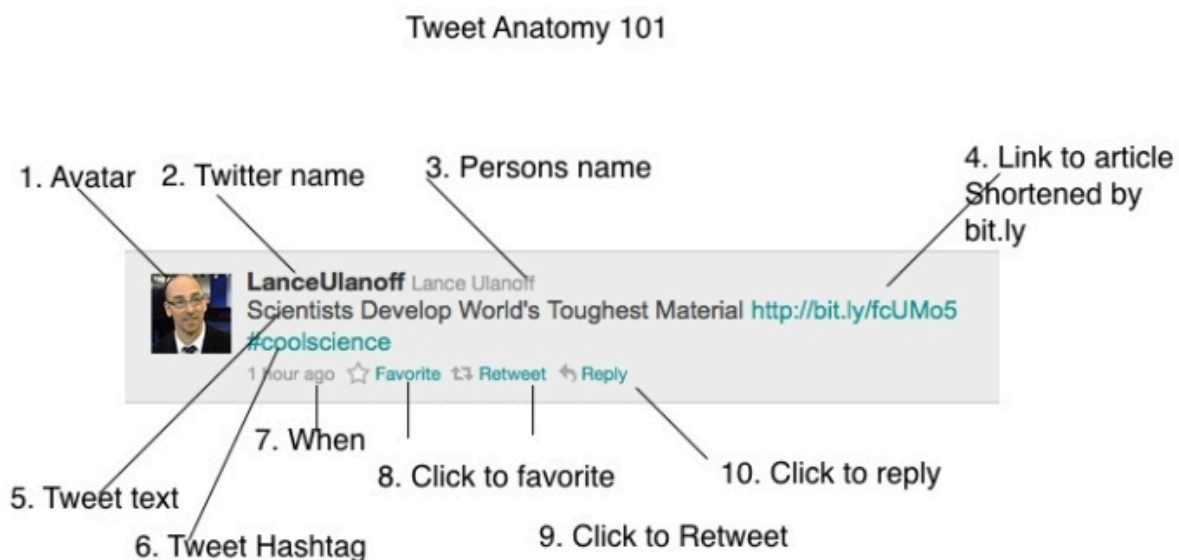 Tweet Anatomy 101
1. Avatar
2. Twitter name
3. Persons name
4. Link to article
Shortened by
bit.ly
LanceUlanoff Lance Ulanoff
Scientists Develop World's Toughest Material http://bit.ly/fcUMo5
#coolscience
1 hour ago Favorite Retweet Reply
7. When
8. Click to favorite
10. Click to reply
5. Tweet text
6. Tweet Hashtag
9. Click to Retweet